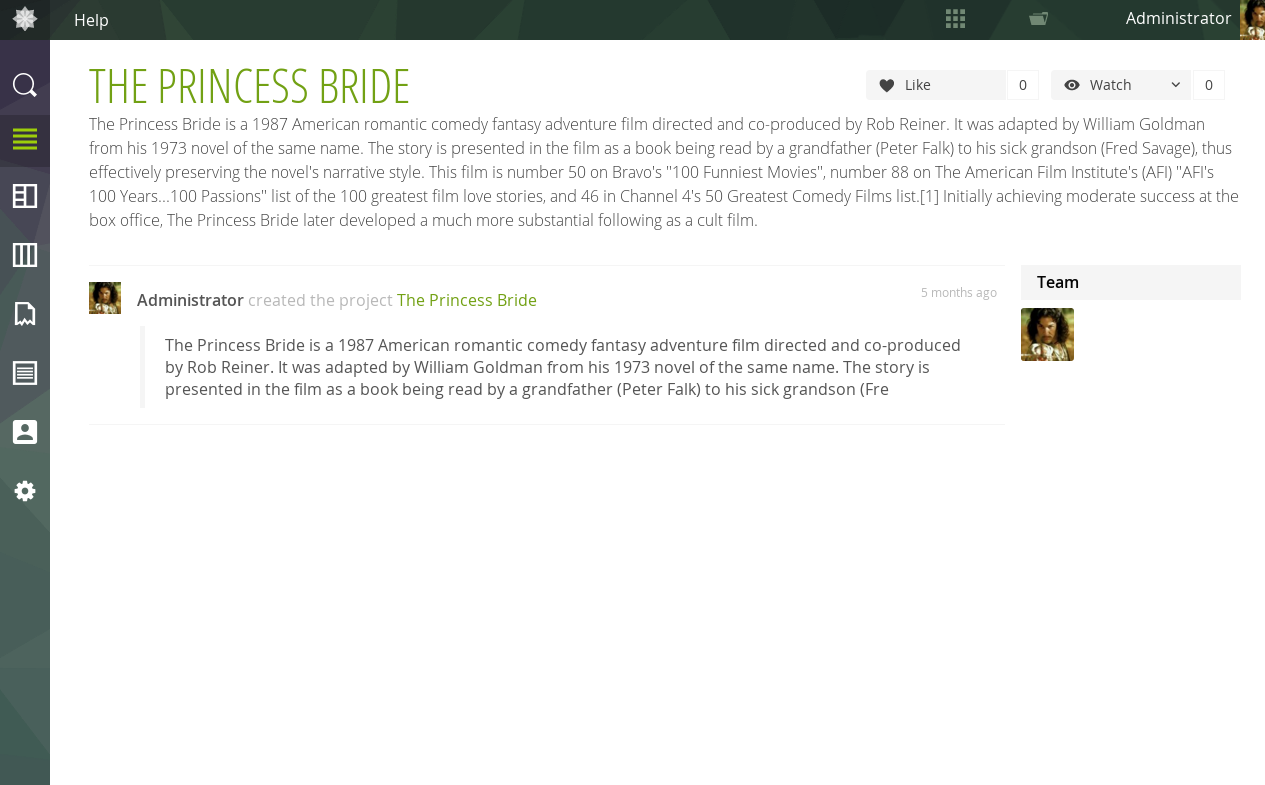 Help
Administrator
THE PRINCESS BRIDE
Like
0
Watch
0
The Princess Bride is a 1987 American romantic comedy fantasy adventure film directed and co-produced by Rob Reiner. It was adapted by William Goldman
from his 1973 novel of the same name. The story is presented in the film as a book being read by a grandfather (Peter Falk) to his sick grandson (Fred Savage), thus
effectively preserving the novel's narrative style. This film is number 50 on Bravo's "100 Funniest Movies", number 88 on The American Film Institute's (AFI) "AFI's
100 Years...100 Passions" list of the 100 greatest film love stories, and 46 in Channel 4's 50 Greatest Comedy Films list.[1] Initially achieving moderate success at the
box office, The Princess Bride later developed a much more substantial following as a cult film.
Administrator created the project The Princess Bride
5 months ago
The Princess Bride is a 1987 American romantic comedy fantasy adventure film directed and co-produced
by Rob Reiner. It was adapted by William Goldman from his 1973 novel of the same name. The story is
presented in the film as a book being read by a grandfather (Peter Falk) to his sick grandson (Fre
Team